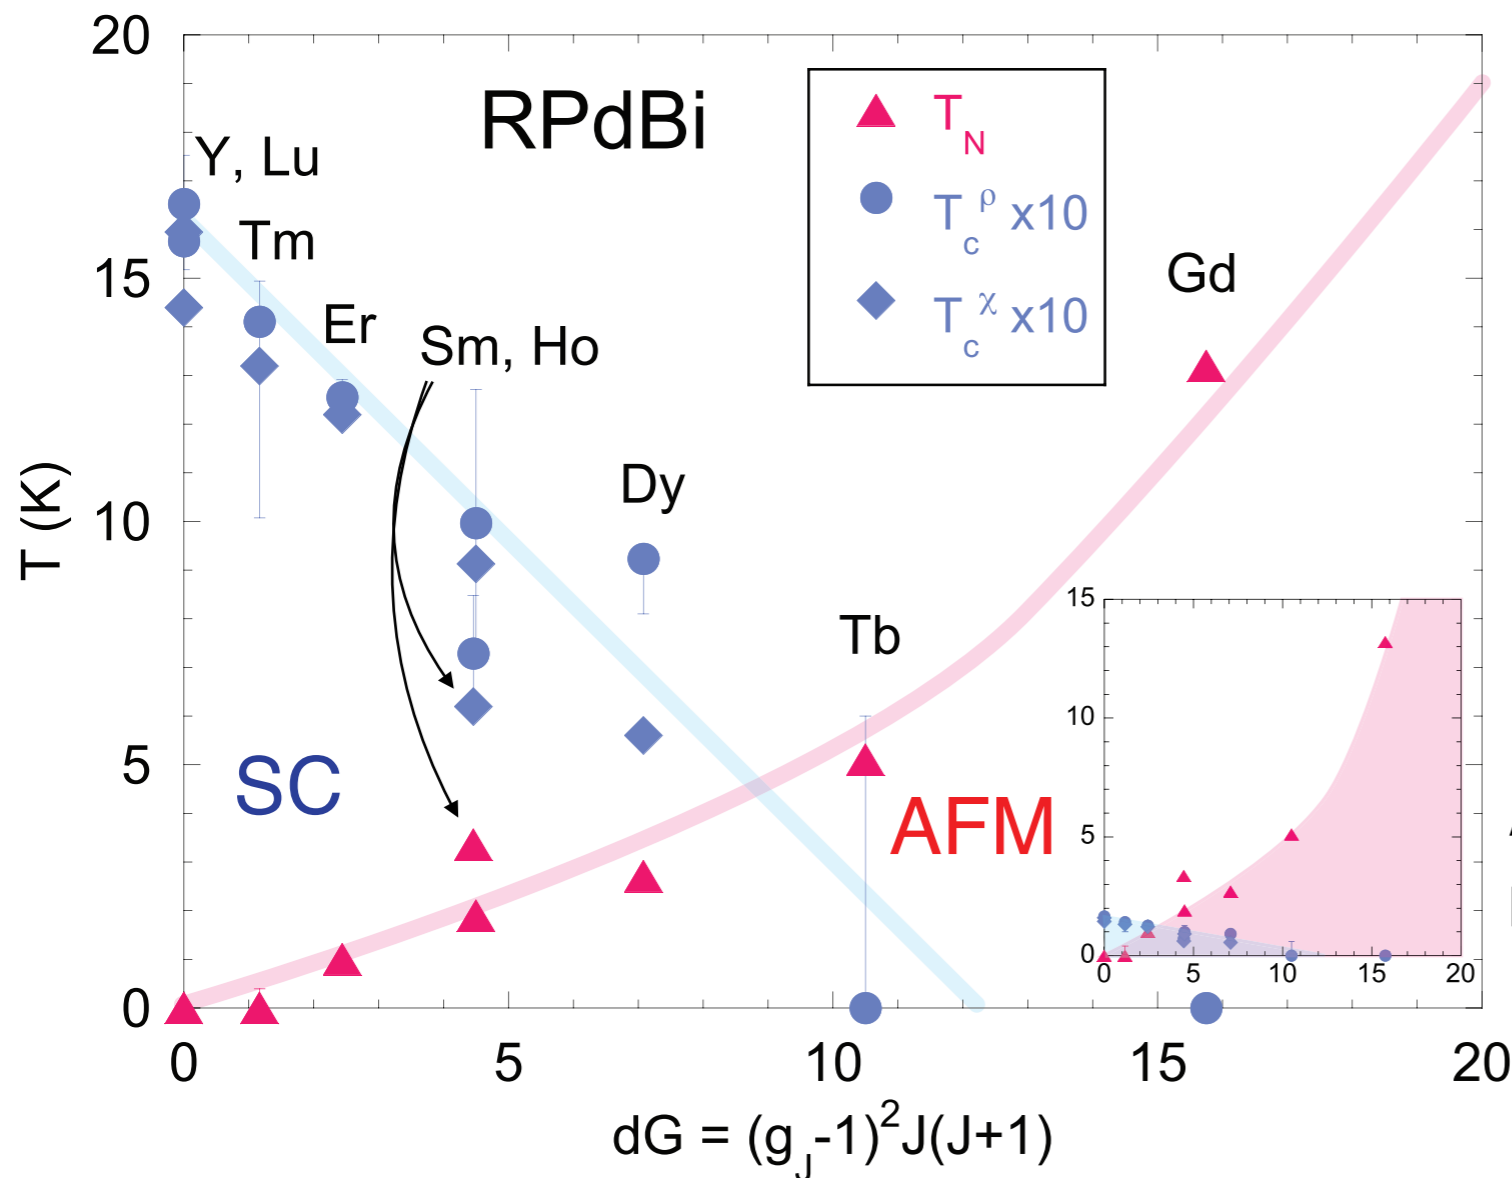 RPdBi
T_N
T_c^ρ x10
T_c^χ x10
Y, Lu
Tm
Er
Sm, Ho
Dy
Tb
Gd
SC
AFM
T (K)
20
15
10
5
0
0 5 10 15 20
dG = (g_J-1)^2J(J+1)
15
10
5
0
0 5 10 15 20